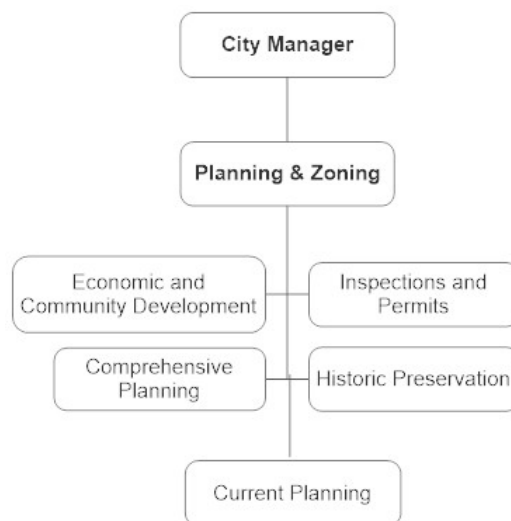 City Manager
Planning & Zoning
Economic and
Community Development
Inspections and
Permits
Comprehensive
Planning
Historic Preservation
Current Planning